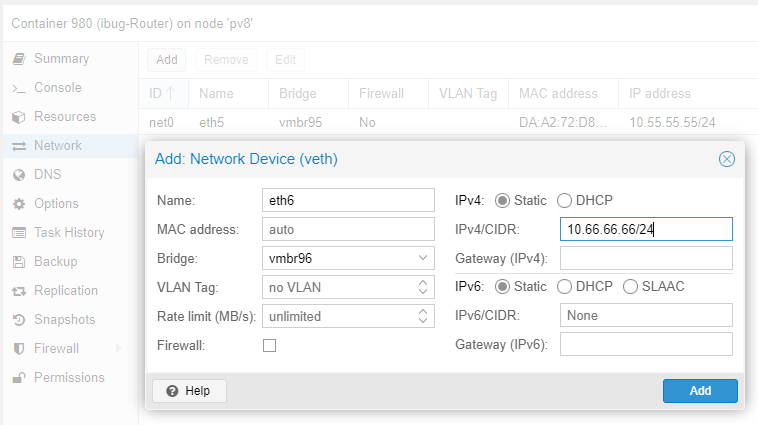 Container 980 (ibug-Router) on node 'pv8'
Summary
Console
Resources
Network
DNS
Options
Task History
Backup
Replication
Snapshots
Firewall
Permissions
Add Remove Edit
ID Name Bridge Firewall VLAN Tag MAC address IP address
net0 eth5 vmbr95 No DA:A2:72:D8... 10.55.55.55/24
Add: Network Device (veth)
Name: eth6
MAC address: auto
Bridge: vmbr96
VLAN Tag: no VLAN
Rate limit (MB/s): unlimited
Firewall:
IPv4: Static DHCP
IPv4/CIDR: 10.66.66.66/24
Gateway (IPv4):
IPv6: Static DHCP SLAAC
IPv6/CIDR: None
Gateway (IPv6):
Help Add